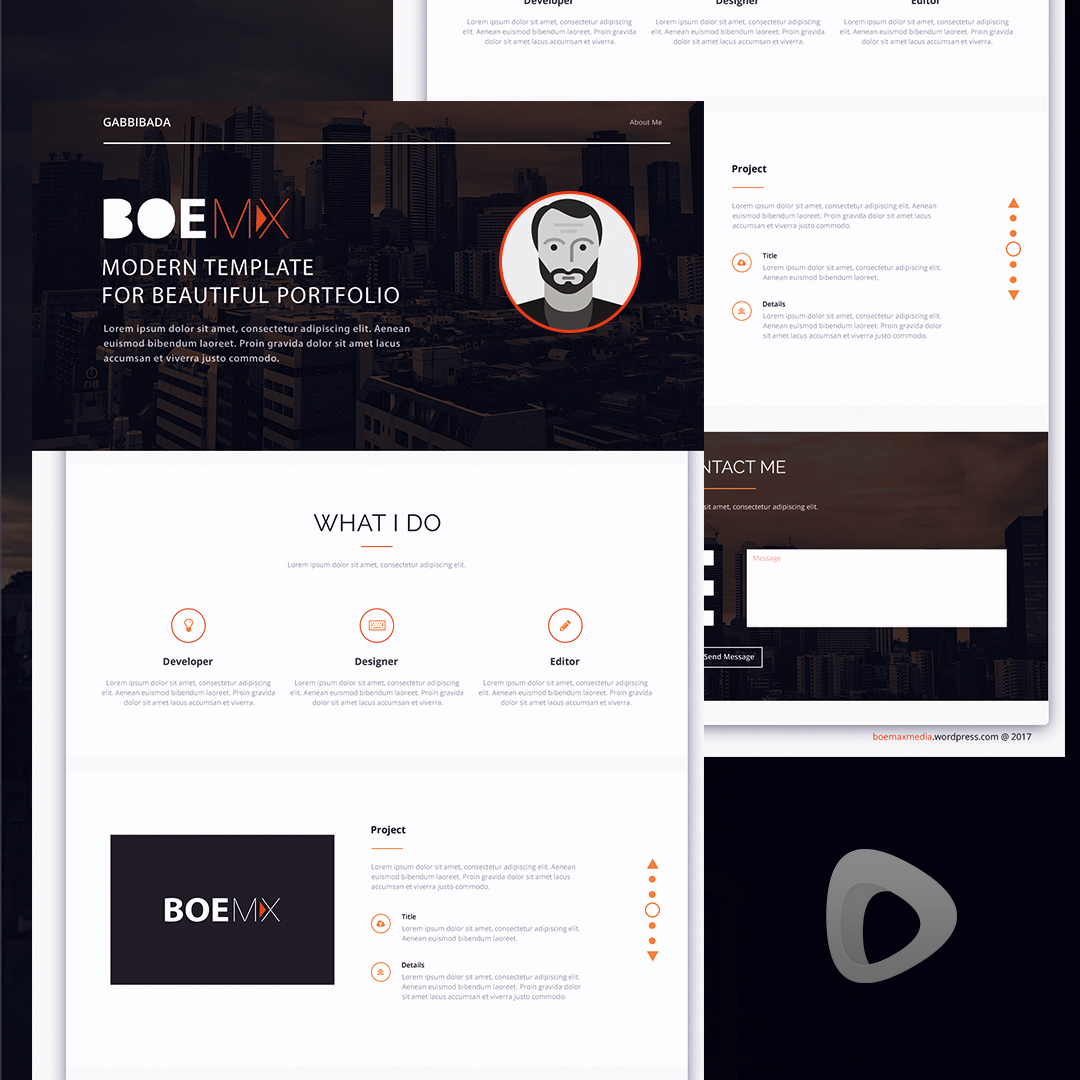 Developer
Designer
Editor
Lorem ipsum dolor sit amet, consectetur adipiscing
elit. Aenean euismod bibendum laoreet. Proin gravida
dolor sit amet lacus accumsan et viverra.
Lorem ipsum dolor sit amet, consectetur adipiscing
elit. Aenean euismod bibendum laoreet. Proin gravida
dolor sit amet lacus accumsan et viverra.
Lorem ipsum dolor sit amet, consectetur adipiscing
elit. Aenean euismod bibendum laoreet. Proin gravida
dolor sit amet lacus accumsan et viverra.
GABBIBADA
About Me
BOEMX
MODERN TEMPLATE
FOR BEAUTIFUL PORTFOLIO
Lorem ipsum dolor sit amet, consectetur adipiscing elit. Aenean
euismod bibendum laoreet. Proin gravida dolor sit amet lacus
accumsan et viverra justo commodo.
Project
Lorem ipsum dolor sit amet, consectetur adipiscing elit. Aenean
euismod bibendum laoreet. Proin gravida dolor sit amet lacus
accumsan et viverra justo commodo.
Title
Lorem ipsum dolor sit amet, consectetur adipiscing elit.
Aenean euismod bibendum laoreet.
Details
Lorem ipsum dolor sit amet, consectetur adipiscing elit.
Aenean euismod bibendum laoreet. Proin gravida dolor
sit amet lacus accumsan et viverra justo commodo.
NTACT ME
sit amet, consectetur adipiscing elit.
Message
Send Message
boemaxmedia.wordpress.com @ 2017
WHAT I DO
Lorem ipsum dolor sit amet, consectetur adipiscing elit.
Developer
Lorem ipsum dolor sit amet, consectetur adipiscing
elit. Aenean euismod bibendum laoreet. Proin gravida
dolor sit amet lacus accumsan et viverra.
Designer
Lorem ipsum dolor sit amet, consectetur adipiscing
elit. Aenean euismod bibendum laoreet. Proin gravida
dolor sit amet lacus accumsan et viverra.
Editor
Lorem ipsum dolor sit amet, consectetur adipiscing
elit. Aenean euismod bibendum laoreet. Proin gravida
dolor sit amet lacus accumsan et viverra.
BOEMX
Project
Lorem ipsum dolor sit amet, consectetur adipiscing elit. Aenean
euismod bibendum laoreet. Proin gravida dolor sit amet lacus
accumsan et viverra justo commodo.
Title
Lorem ipsum dolor sit amet, consectetur adipiscing elit.
Aenean euismod bibendum laoreet.
Details
Lorem ipsum dolor sit amet, consectetur adipiscing elit.
Aenean euismod bibendum laoreet. Proin gravida dolor
sit amet lacus accumsan et viverra justo commodo.